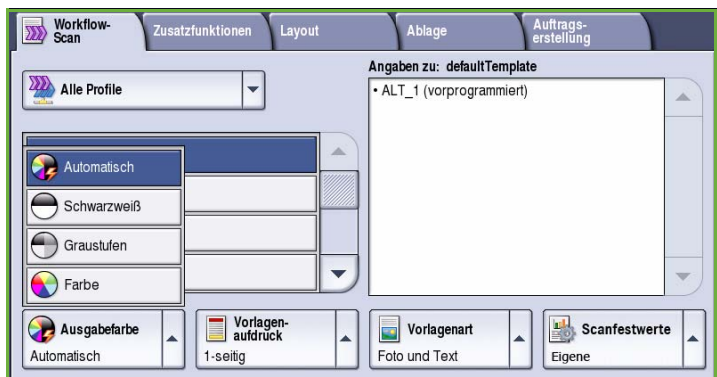 Workflow-
Scan
Zusatzfunktionen
Layout
Ablage
Auftrags-
erstellung
Alle Profile
Angaben zu: defaultTemplate
• ALT_1 (vorprogrammiert)
Automatisch
Schwarzweiß
Graustufen
Farbe
Ausgabefarbe
Automatisch
Vorlagen-
aufdruck
1-seitig
Vorlagenart
Foto und Text
Scanfestwerte
Eigene